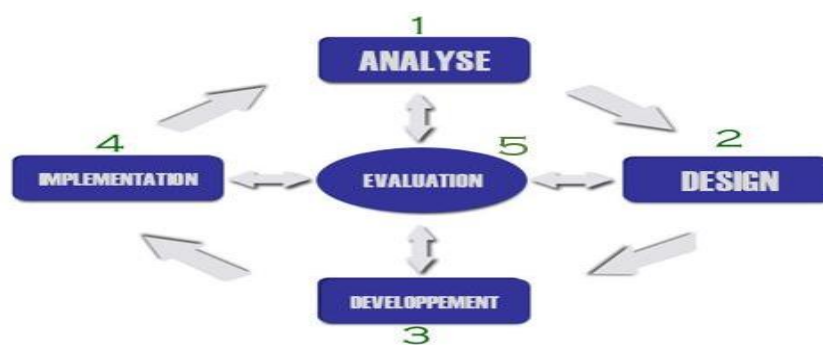 1
ANALYSE
2
DESIGN
3
DEVELOPPEMENT
4
IMPLEMENTATION
5
EVALUATION